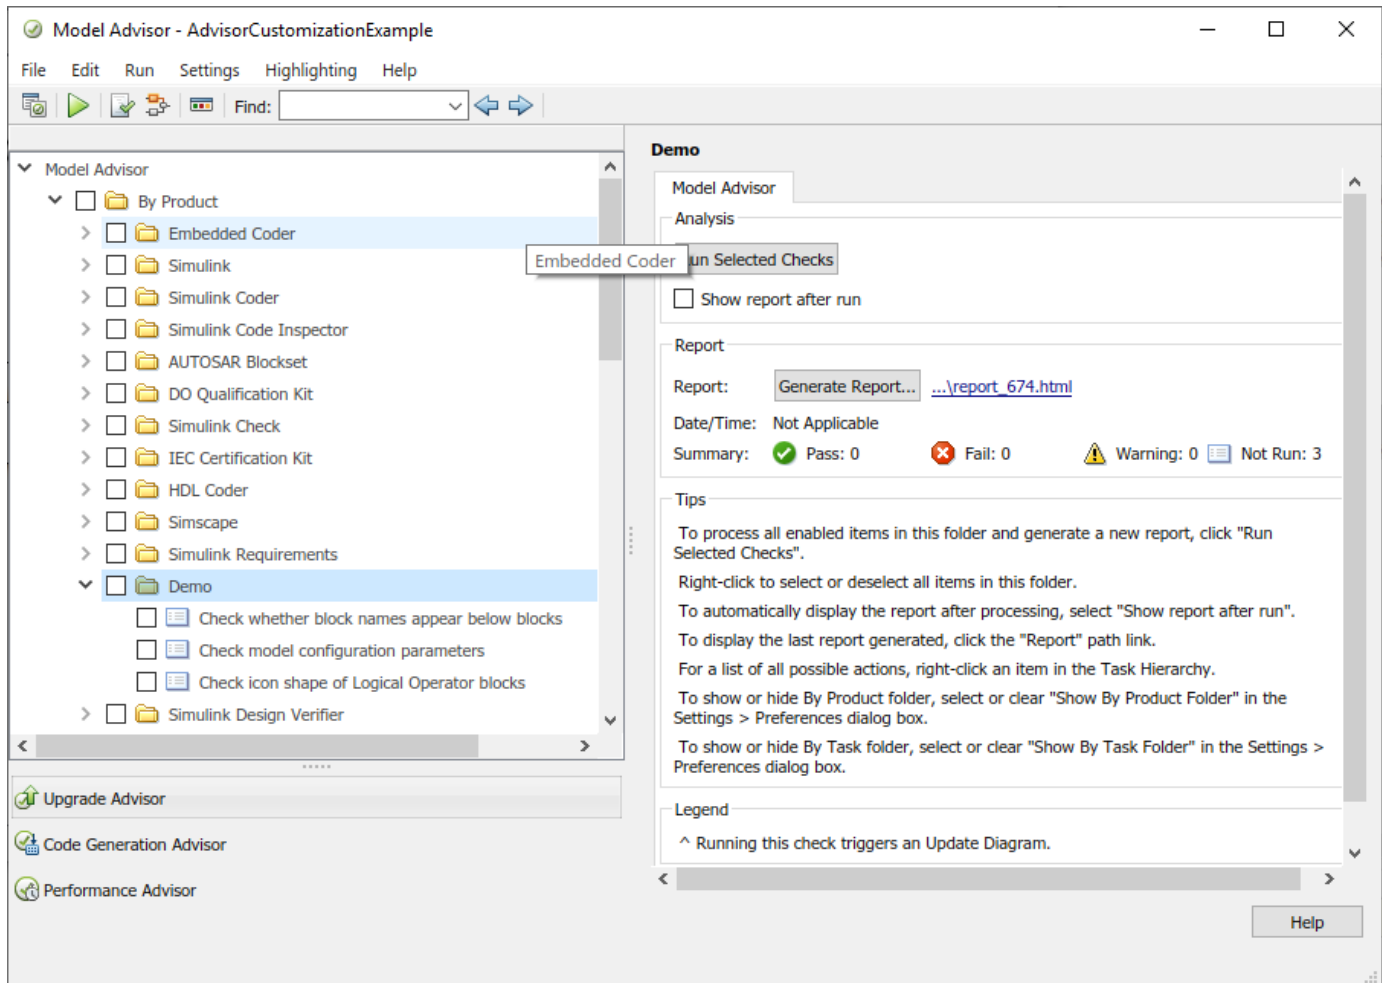 Model Advisor - AdvisorCustomizationExample
File Edit Run Settings Highlighting Help
Find:
Model Advisor
By Product
Embedded Coder
Simulink
Simulink Coder
Simulink Code Inspector
AUTOSAR Blockset
DO Qualification Kit
Simulink Check
IEC Certification Kit
HDL Coder
Simscape
Simulink Requirements
Demo
Check whether block names appear below blocks
Check model configuration parameters
Check icon shape of Logical Operator blocks
Simulink Design Verifier
Upgrade Advisor
Code Generation Advisor
Performance Advisor
Embedded Coder
Demo
Model Advisor
Analysis
un Selected Checks
Show report after run
Report
Report: Generate Report... ...\report_674.html
Date/Time: Not Applicable
Summary: Pass: 0 Fail: 0 Warning: 0 Not Run: 3
Tips
To process all enabled items in this folder and generate a new report, click "Run
Selected Checks".
Right-click to select or deselect all items in this folder.
To automatically display the report after processing, select "Show report after run".
To display the last report generated, click the "Report" path link.
For a list of all possible actions, right-click an item in the Task Hierarchy.
To show or hide By Product folder, select or clear "Show By Product Folder" in the
Settings > Preferences dialog box.
To show or hide By Task folder, select or clear "Show By Task Folder" in the Settings >
Preferences dialog box.
Legend
^ Running this check triggers an Update Diagram.
Help